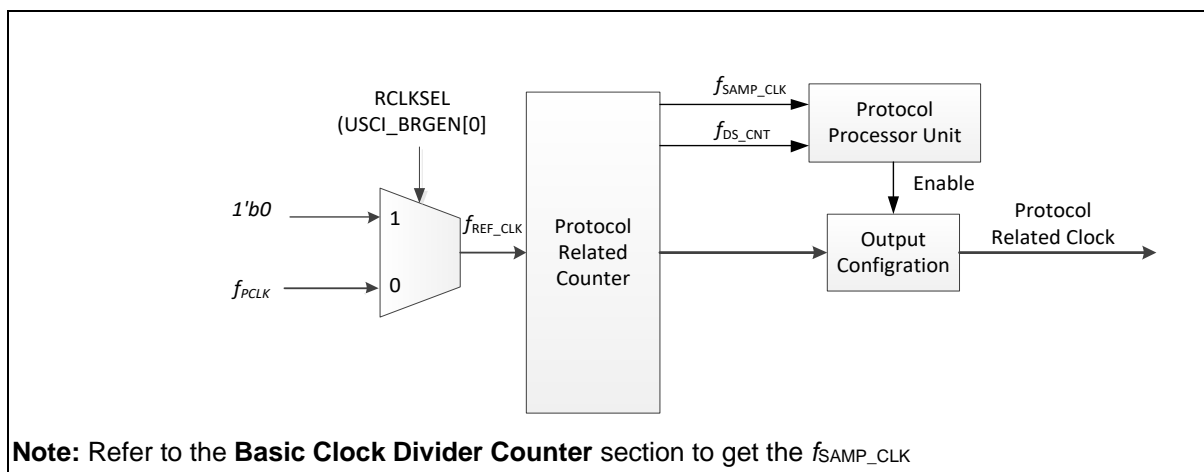 RCLKSEL
(USCI_BRGEN[0]
1'b0
1
fPCLK
0
fREF_CLK
Protocol
Related
Counter
fSAMP_CLK
fDS_CNT
Protocol
Processor Unit
Enable
Output
Configration
Protocol
Related Clock
Note: Refer to the Basic Clock Divider Counter section to get the fSAMP_CLK